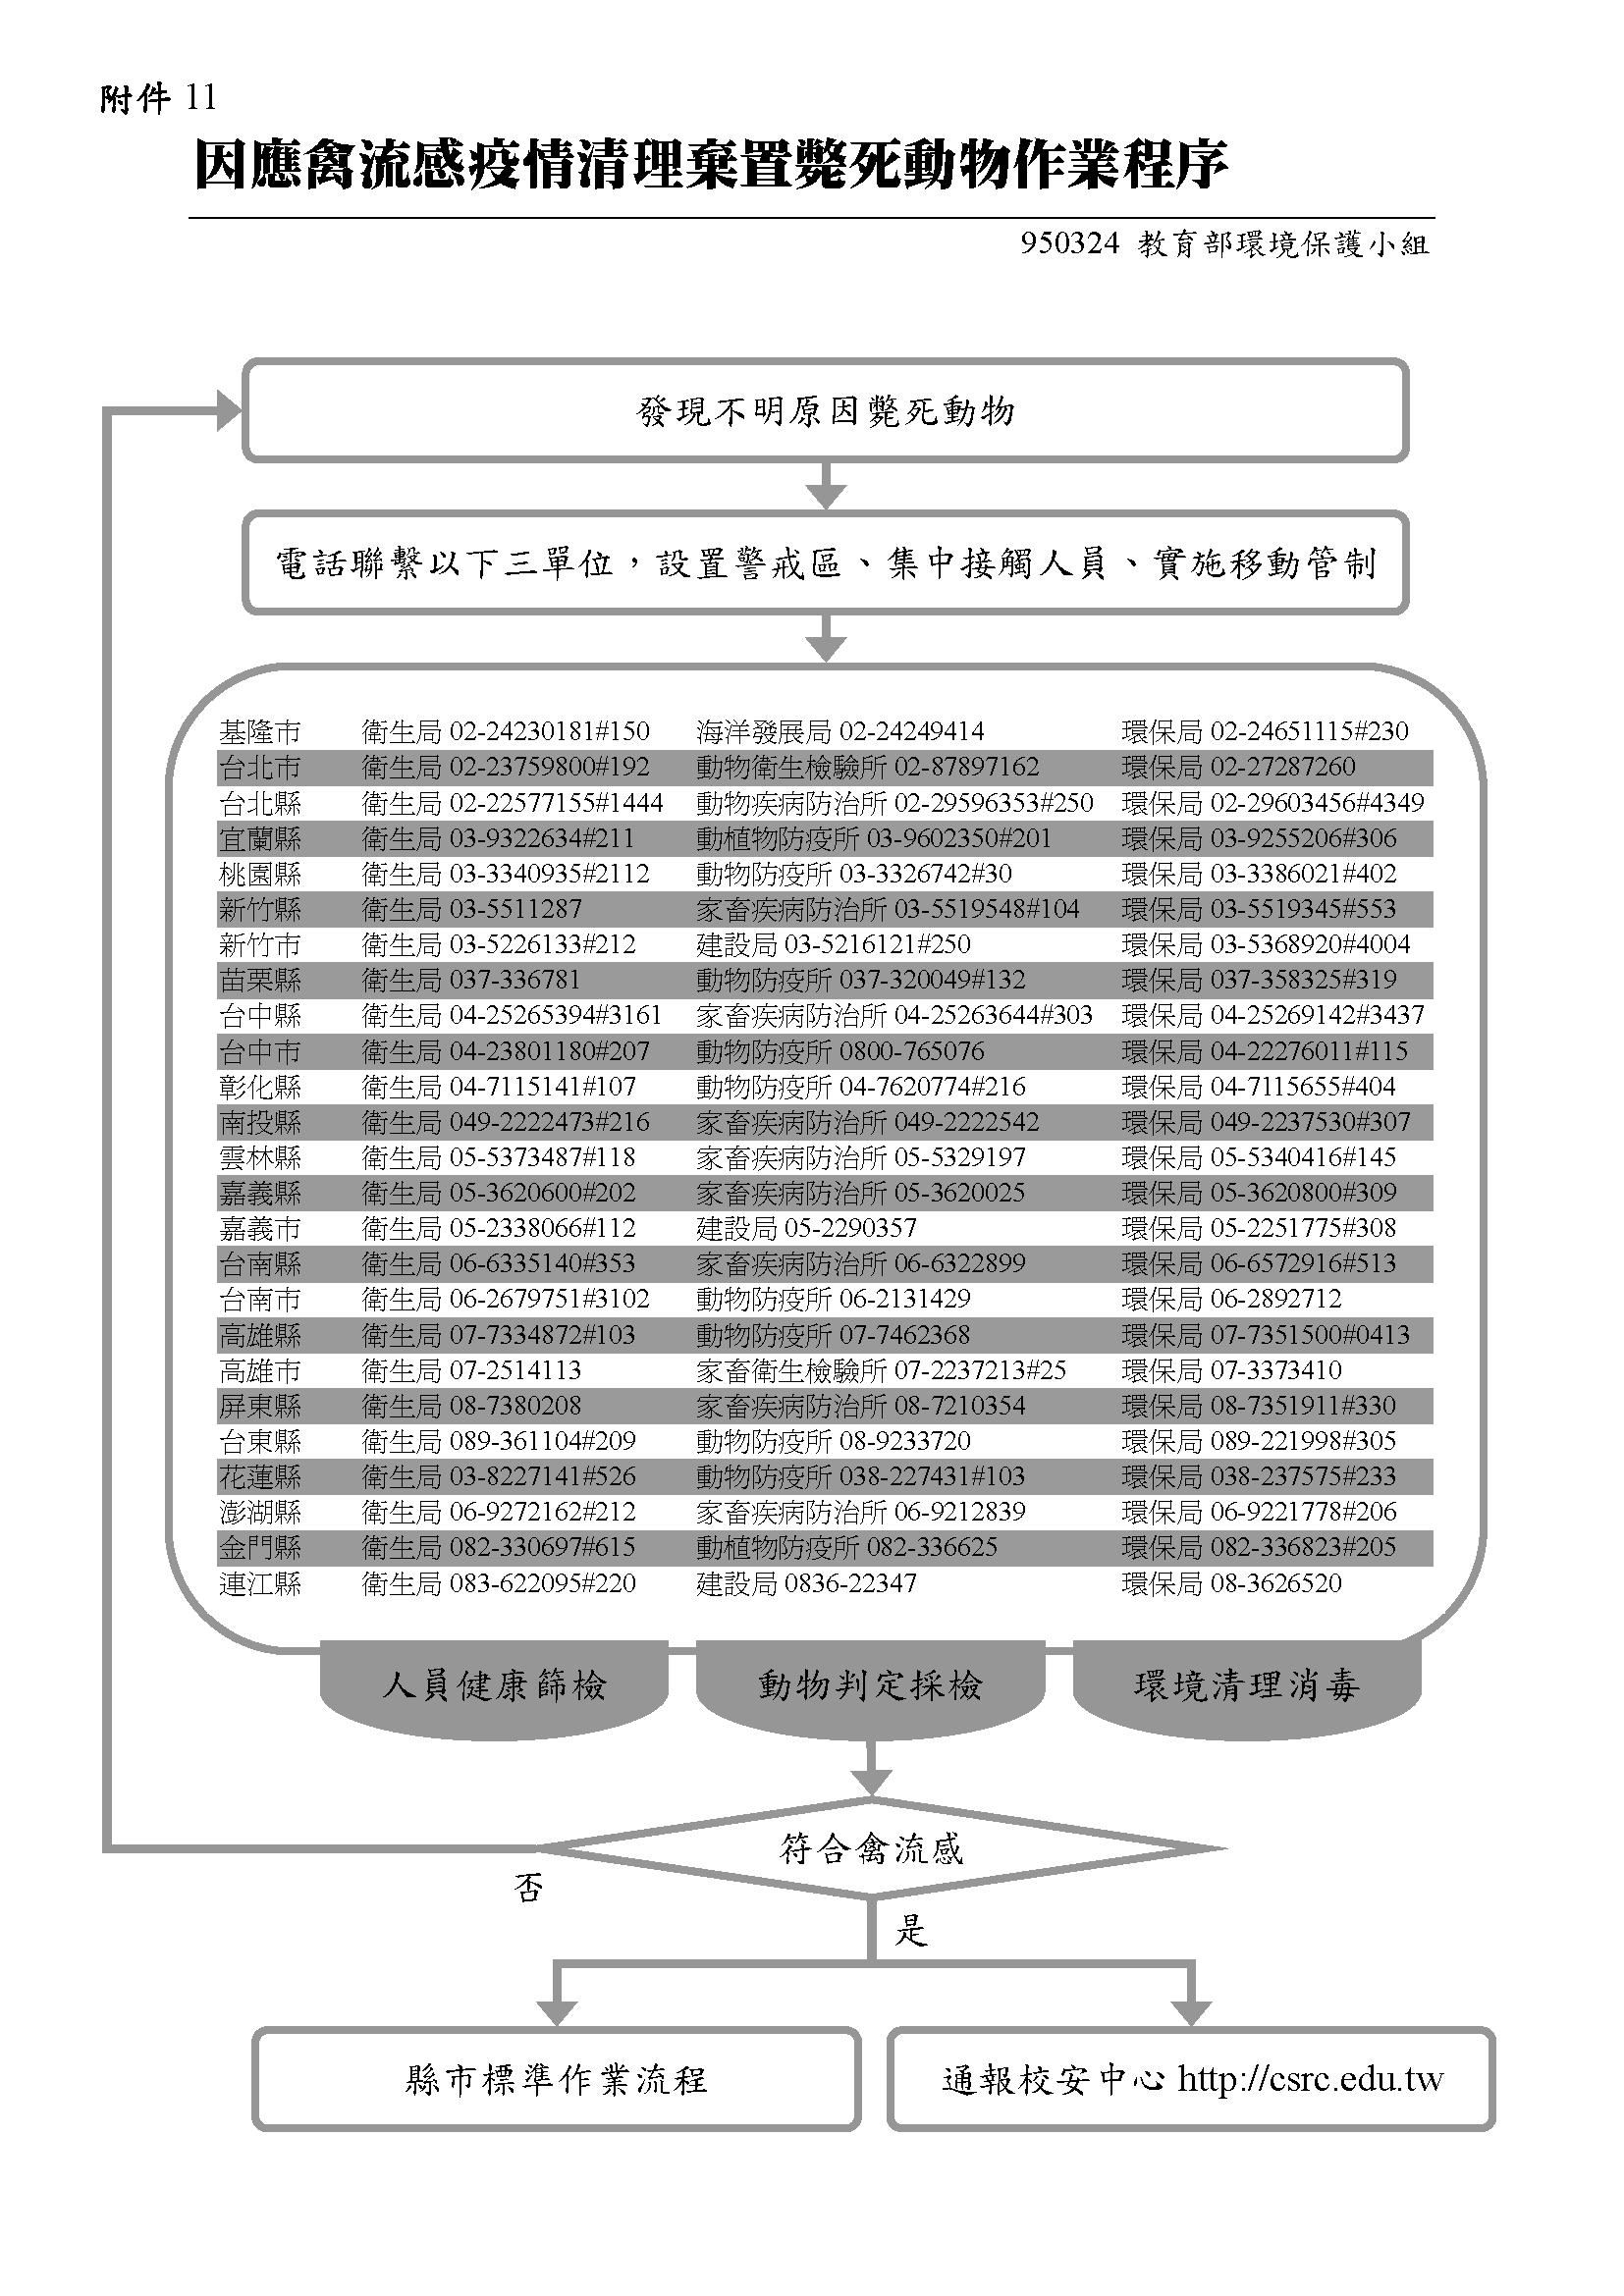 附件 11
因應禽流感疫情清理棄置斃死動物作業程序
950324 教育部環境保護小組
發現不明原因斃死動物
電話聯繫以下三單位，設置警戒區、集中接觸人員、實施移動管制
基隆市 衛生局 02-24230181#150 海洋發展局 02-24249414 環保局 02-24651115#230
台北市 衛生局 02-23759800#192 動物衛生檢驗所 02-87897162 環保局 02-27287260
台北縣 衛生局 02-22577155#1444 動物疾病防治所 02-29596353#250 環保局 02-29603456#4349
宜蘭縣 衛生局 03-9322634#211 動植物防疫所 03-9602350#201 環保局 03-9255206#306
桃園縣 衛生局 03-3340935#2112 動物防疫所 03-3326742#30 環保局 03-3386021#402
新竹縣 衛生局 03-5511287 家畜疾病防治所 03-5519548#104 環保局 03-5519345#553
新竹市 衛生局 03-5226133#212 建設局 03-5216121#250 環保局 03-5368920#4004
苗栗縣 衛生局 037-336781 動物防疫所 037-320049#132 環保局 037-358325#319
台中縣 衛生局 04-25265394#3161 家畜疾病防治所 04-25263644#303 環保局 04-25269142#3437
台中市 衛生局 04-23801180#207 動物防疫所 0800-765076 環保局 04-22276011#115
彰化縣 衛生局 04-7115141#107 動物防疫所 04-7620774#216 環保局 04-7115655#404
南投縣 衛生局 049-2222473#216 家畜疾病防治所 049-2222542 環保局 049-2237530#307
雲林縣 衛生局 05-5373487#118 家畜疾病防治所 05-5329197 環保局 05-5340416#145
嘉義縣 衛生局 05-3620600#202 家畜疾病防治所 05-3620025 環保局 05-3620800#309
嘉義市 衛生局 05-2338066#112 建設局 05-2290357 環保局 05-2251775#308
台南縣 衛生局 06-6335140#353 家畜疾病防治所 06-6322899 環保局 06-6572916#513
台南市 衛生局 06-2679751#3102 動物防疫所 06-2131429 環保局 06-2892712
高雄縣 衛生局 07-7334872#103 動物防疫所 07-7462368 環保局 07-7351500#0413
高雄市 衛生局 07-2514113 家畜衛生檢驗所 07-2237213#25 環保局 07-3373410
屏東縣 衛生局 08-7380208 家畜疾病防治所 08-7210354 環保局 08-7351911#330
台東縣 衛生局 089-361104#209 動物防疫所 08-9233720 環保局 089-221998#305
花蓮縣 衛生局 03-8227141#526 動物防疫所 038-227431#103 環保局 038-237575#233
澎湖縣 衛生局 06-9272162#212 家畜疾病防治所 06-9212839 環保局 06-9221778#206
金門縣 衛生局 082-330697#615 動植物防疫所 082-336625 環保局 082-336823#205
連江縣 衛生局 083-622095#220 建設局 0836-22347 環保局 08-3626520
人員健康篩檢 動物判定採檢 環境清理消毒
符合禽流感
否
是
縣市標準作業流程 通報校安中心 http://csrc.edu.tw